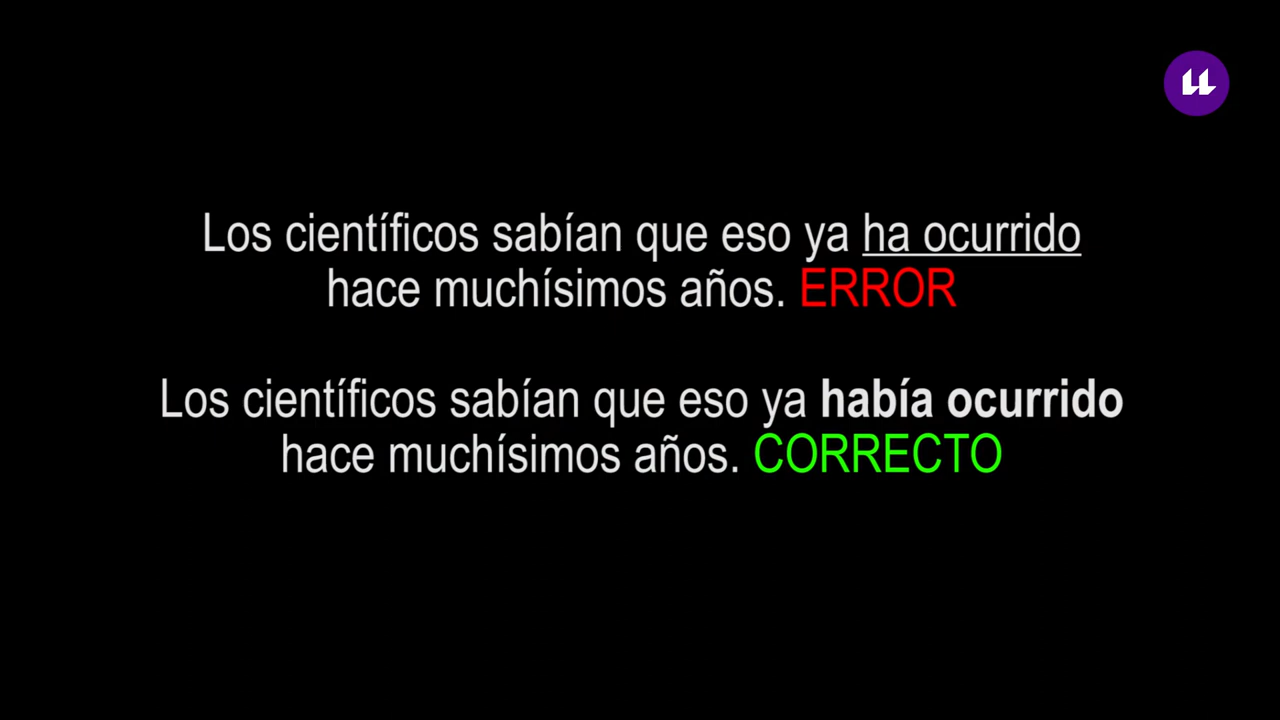 Los científicos sabían que eso ya ha ocurrido
hace muchísimos años. ERROR
Los científicos sabían que eso ya había ocurrido
hace muchísimos años. CORRECTO